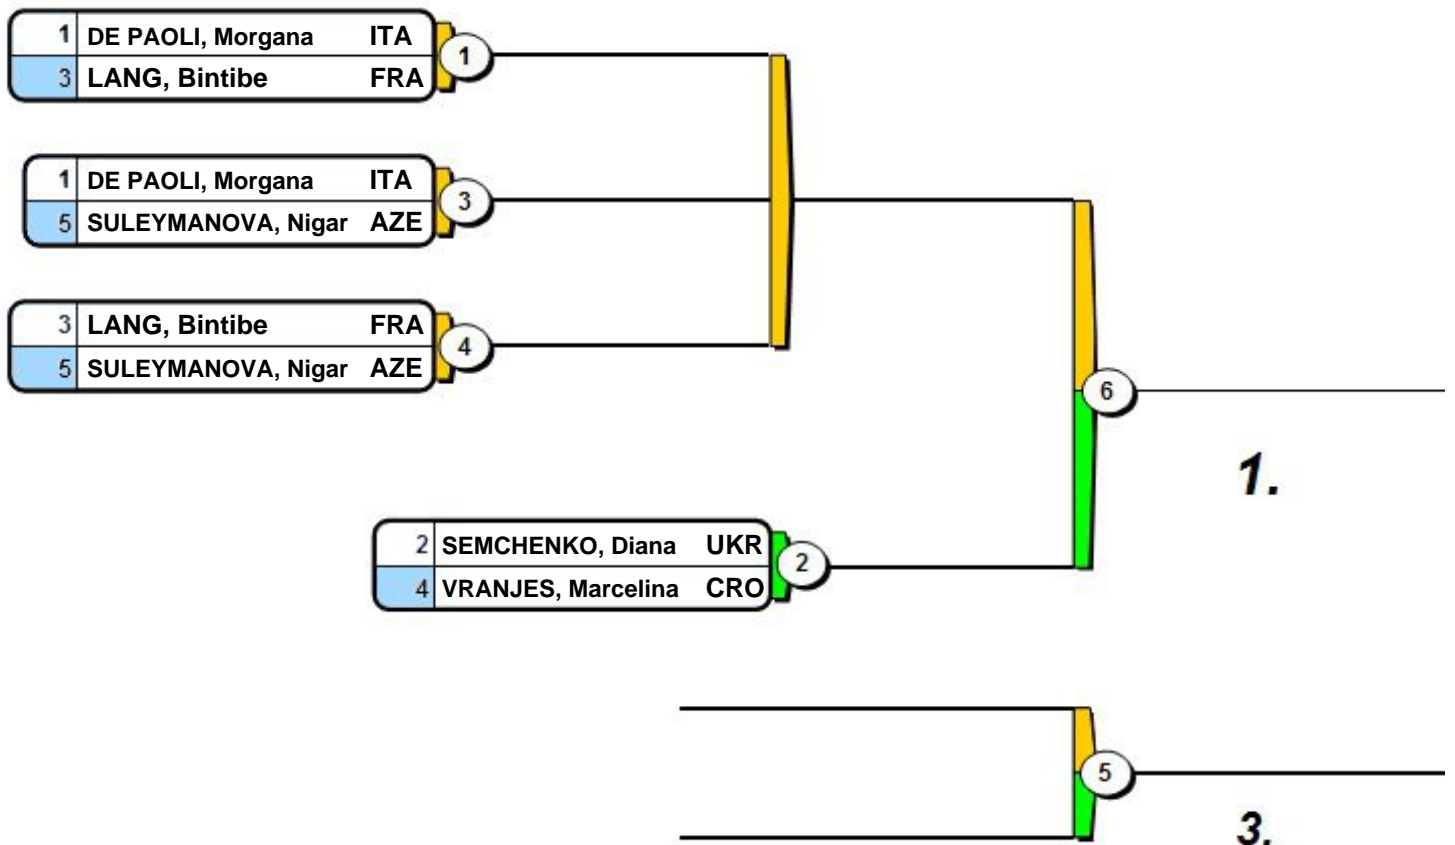 1 DE PAOLI, Morgana ITA
3 LANG, Bintibe FRA
1
1 DE PAOLI, Morgana ITA
5 SULEYMANOVA, Nigar AZE
3
3 LANG, Bintibe FRA
5 SULEYMANOVA, Nigar AZE
4
6
1.
2 SEMCHENKO, Diana UKR
4 VRANJES, Marcelina CRO
2
5
3.